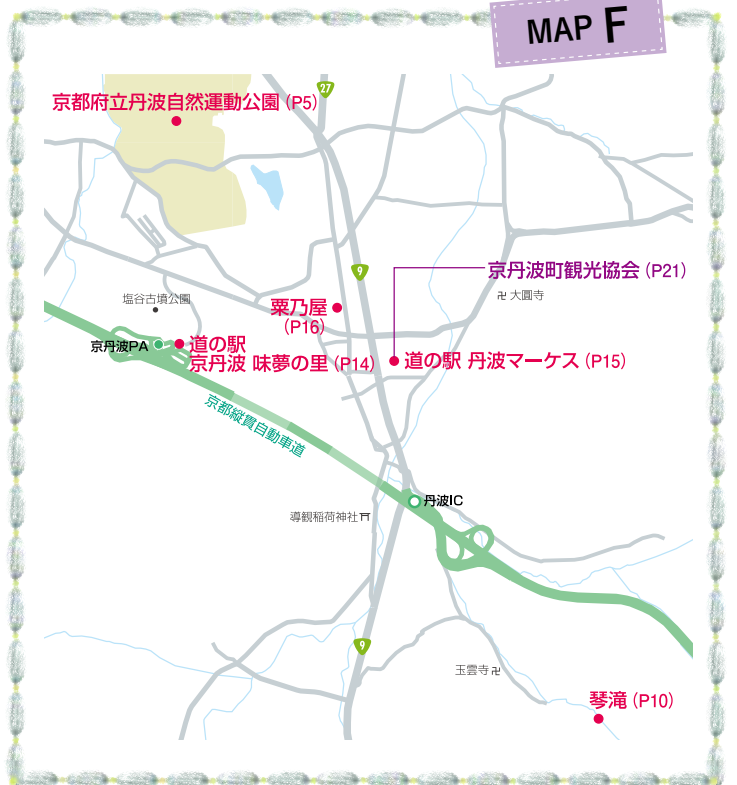 MAP F
27
京都府立丹波自然運動公園 (P5)
9
京丹波町観光協会 (P21)
卍 大圓寺
塩谷古墳公園
粟乃屋
(P16)
京丹波PA
道の駅
京丹波 味夢の里 (P14)
道の駅 丹波マーケス (P15)
京都縦貫自動車道
丹波IC
導観稲荷神社
9
玉雲寺卍
琴滝 (P10)